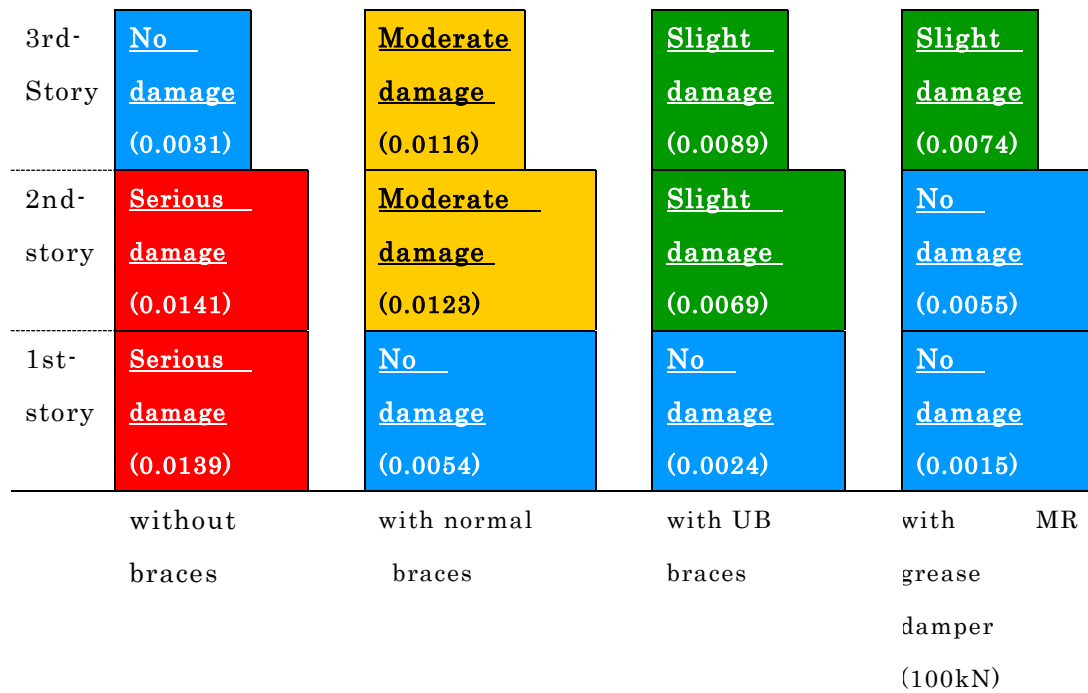 3rd- No Moderate Slight Slight
Story damage damage damage damage
(0.0031) (0.0116) (0.0089) (0.0074)
2nd- Serious Moderate Slight No
story damage damage damage damage
(0.0141) (0.0123) (0.0069) (0.0055)
1st- Serious No No No
story damage damage damage damage
(0.0139) (0.0054) (0.0024) (0.0015)
without with normal with UB with MR
braces braces braces grease
damper
(100kN)